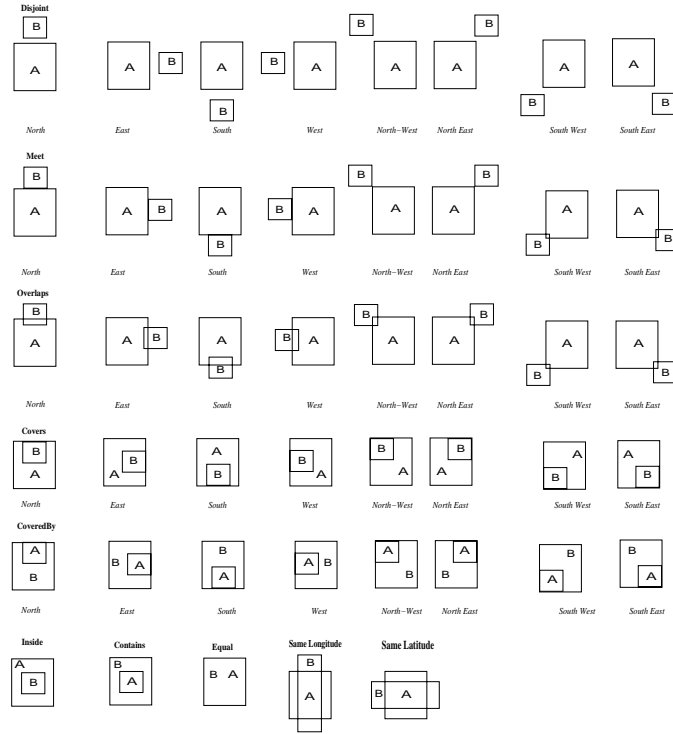 Disjoint
B B
B
A A B A B A A A A A
B B B
North East South West North-West North East South West South East
Meet
B B B
A A B A B A A A A A
B B B
North East South West North-West North East South West South East
Overlaps
B B B
A A B A B A A A A A
B B B
North East South West North-West North East South West South East
Covers
B B A B B B A A
A A B A A A B B
North East South West North-West North East South West South East
CoveredBy
A B A B A B A A B B
B A B B A A
North East South West North-West North East South West South East
Inside Contains Equal Same Longitude Same Latitude
A B B
B A B A A B A